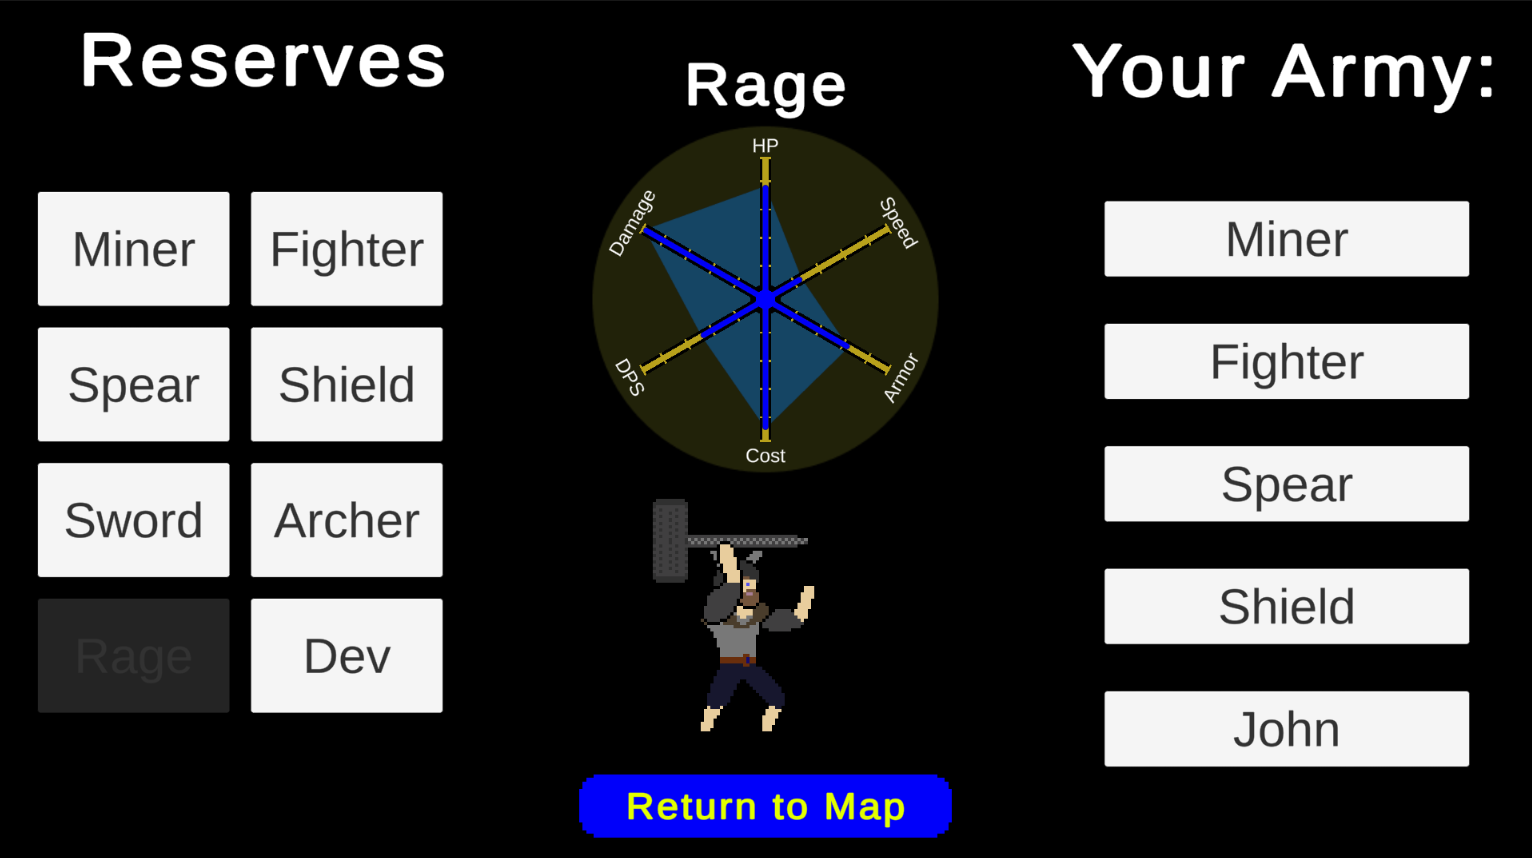 Reserves
Miner
Fighter
Spear
Shield
Sword
Archer
Rage
Dev
Rage
HP
Speed
Armor
Cost
DPS
Damage
Return to Map
Your Army:
Miner
Fighter
Spear
Shield
John